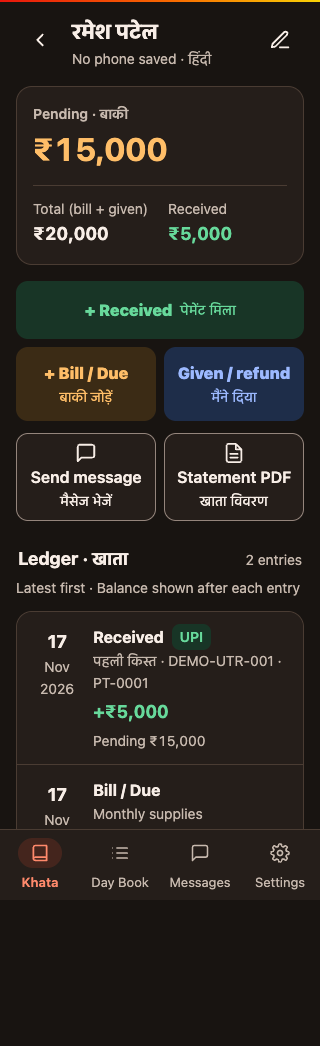 रमेश पटेल
No phone saved · हिंदी
Pending · बाकी
₹15,000
Total (bill + given) Received
₹20,000 ₹5,000
+ Received पेमेंट मिला
+ Bill / Due Given / refund
बाकी जोड़ें मैंने दिया
Send message Statement PDF
मैसेज भेजें खाता विवरण
Ledger · खाता 2 entries
Latest first · Balance shown after each entry
17 Received UPI
Nov पहली किस्त · DEMO-UTR-001 ·
2026 PT-0001
+₹5,000
Pending ₹15,000
17 Bill / Due
Nov Monthly supplies
Khata Day Book Messages Settings